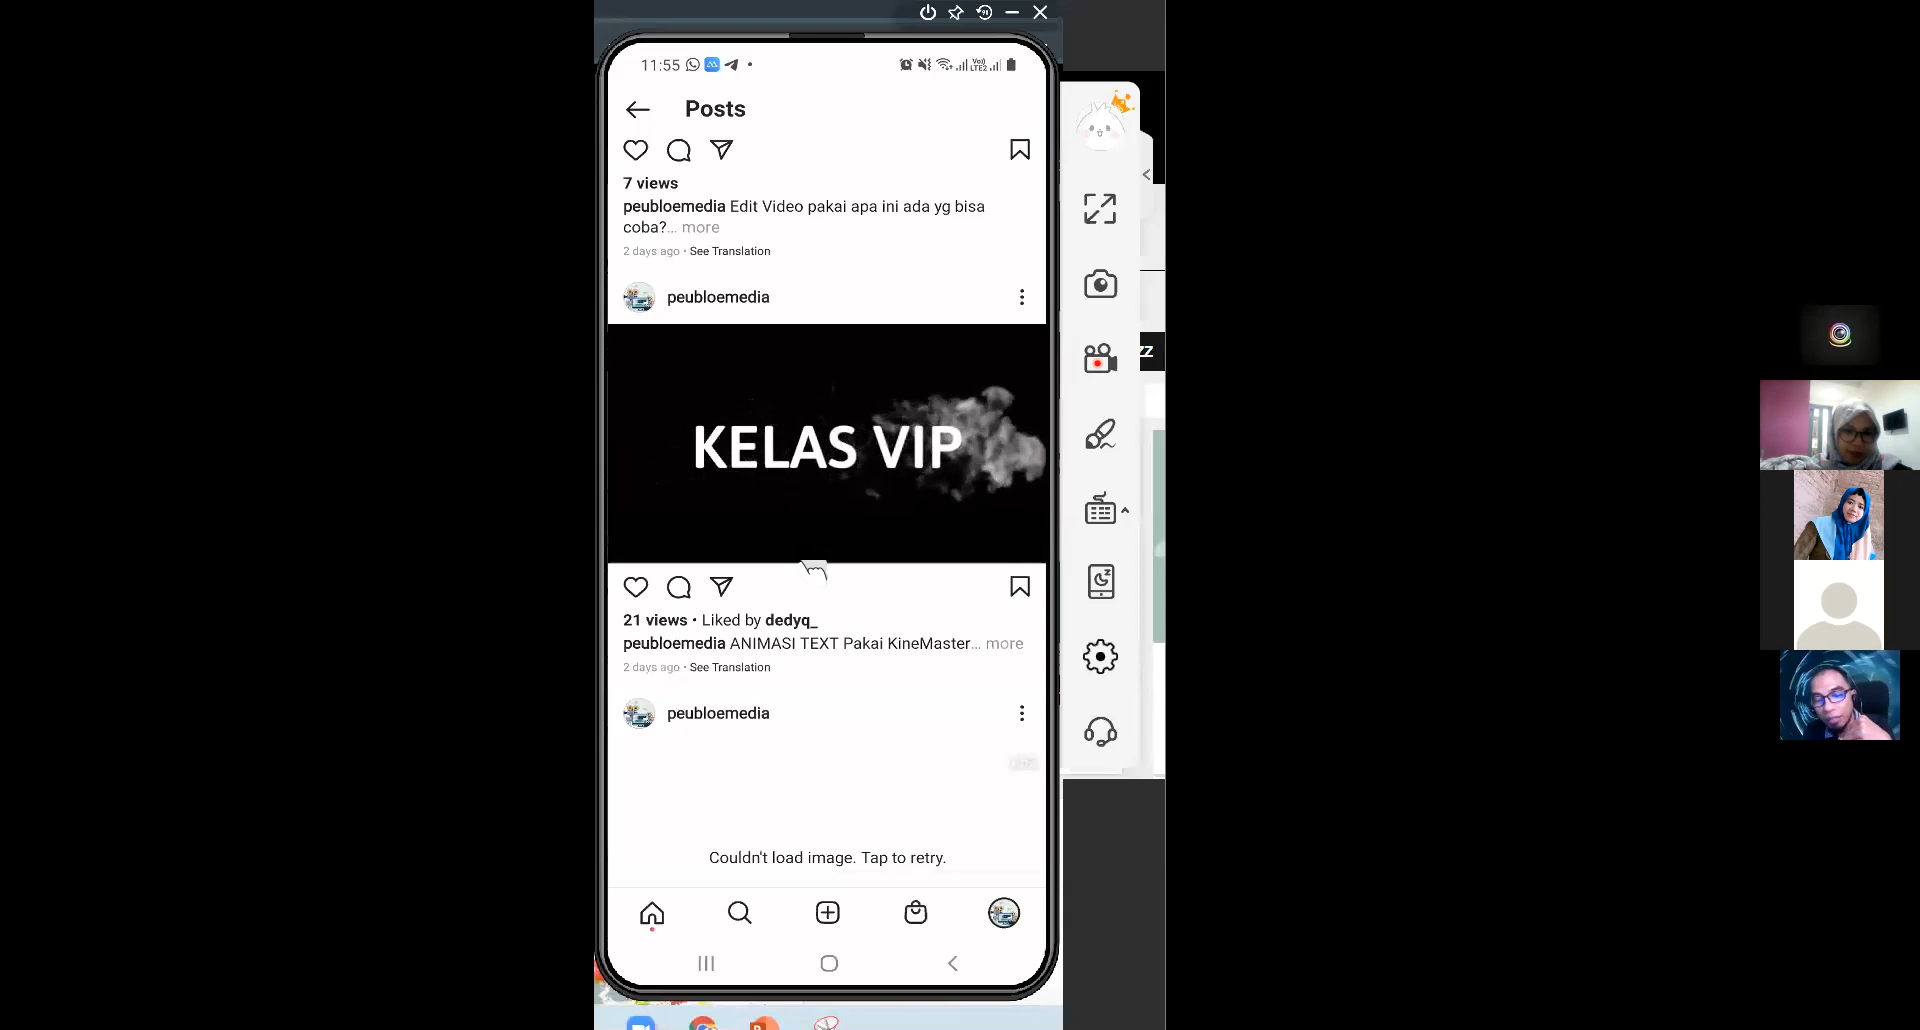 11:55
Posts
7 views
peubloemedia Edit Video pakai apa ini ada yg bisa
coba?... more
2 days ago • See Translation
peubloemedia
KELAS VIP
21 views • Liked by dedyq_
peubloemedia ANIMASI TEXT Pakai KineMaster... more
2 days ago • See Translation
peubloemedia
Couldn't load image. Tap to retry.